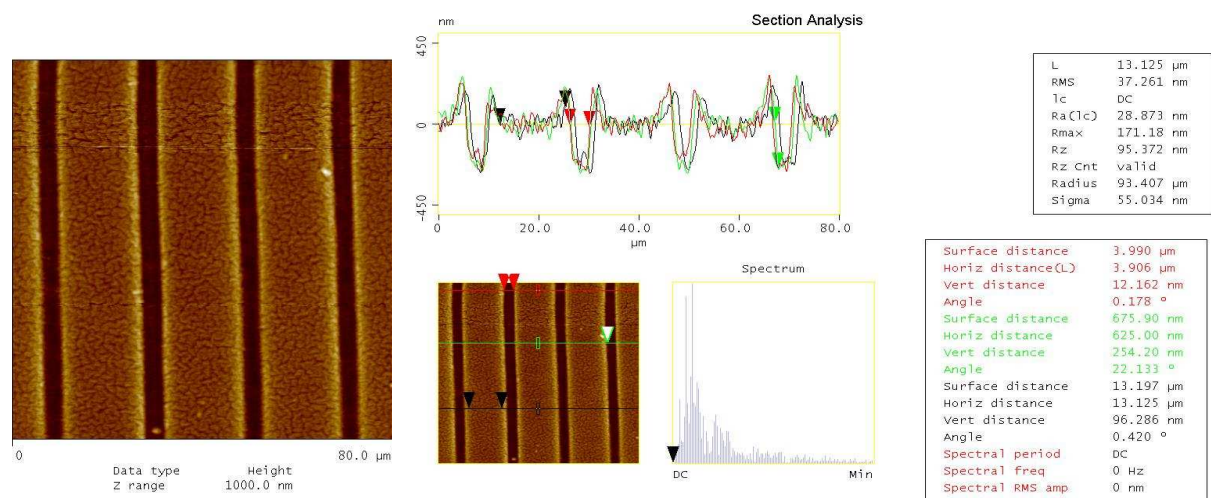 Section Analysis
nm
450
0
-450
0 20.0 40.0 60.0 80.0
µm
0 80.0 µm
Data type Height
Z range 1000.0 nm
Spectrum
DC Min
L 13.125 µm
RMS 37.261 nm
lc DC
Ra(lc) 28.873 nm
Rmax 171.18 nm
Rz 95.372 nm
Rz Cnt valid
Radius 93.407 µm
Sigma 55.034 nm
Surface distance 3.990 µm
Horiz distance(L) 3.906 µm
Vert distance 12.162 nm
Angle 0.178 °
Surface distance 675.90 nm
Horiz distance 625.00 nm
Vert distance 254.20 nm
Angle 22.133 °
Surface distance 13.197 µm
Horiz distance 13.125 µm
Vert distance 96.286 nm
Angle 0.420 °
Spectral period DC
Spectral freq 0 Hz
Spectral RMS amp 0 nm